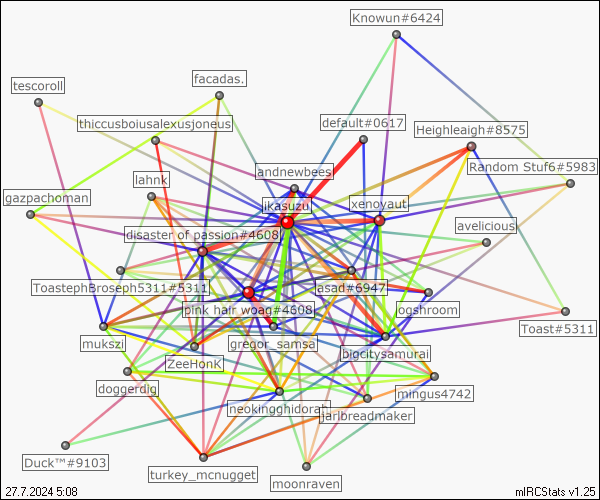 Knowun#6424
tescoroll
facadas.
thiccusboiusalexusjoneus
default#0617
Heighleaigh#8575
Random Stuf6#5983
andnewbees
lahnk
gazpachoman
jikasuzu
xenoyaut
avelicious
disaster of passion#4608
ToastephBroseph5311#5311
asad#6947
pink hair woag#4608
ogshroom
Toast#5311
mukszi
gregor_samsa
bigcitysamurai
ZeeHonK
doggerdig
mingus4742
neokingghidorah
jarlbreadmaker
Duck™#9103
turkey_mcnugget
moonraven
27.7.2024 5:08
mIRCStats v1.25